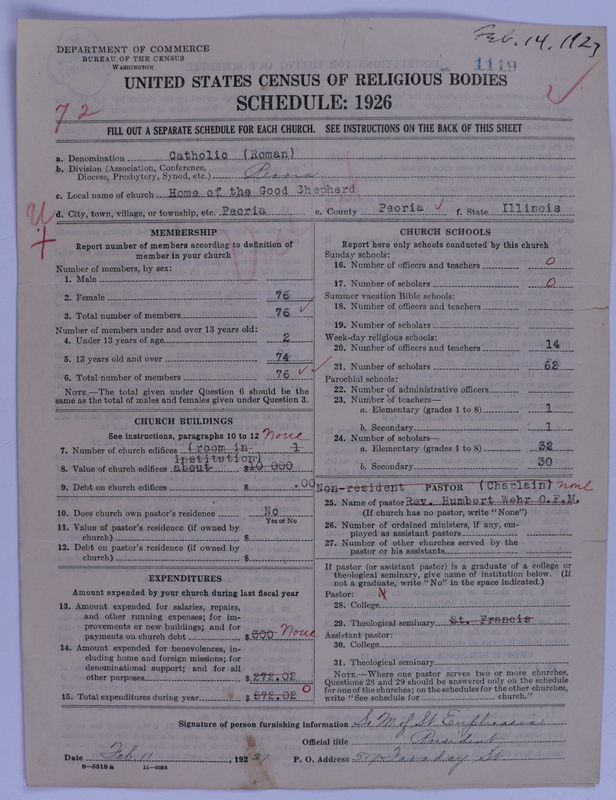 Feb. 14, 1927
DEPARTMENT OF COMMERCE
BUREAU OF THE CENSUS
WASHINGTON
1119
UNITED STATES CENSUS OF RELIGIOUS BODIES
SCHEDULE: 1926
72
FILL OUT A SEPARATE SCHEDULE FOR EACH CHURCH. SEE INSTRUCTIONS ON THE BACK OF THIS SHEET
a. Denomination Catholic (Roman)
b. Division (Association, Conference, Diocese, Presbytery, Synod, etc.) Peoria
c. Local name of church Home of the Good Shepherd
d. City, town, village, or township, etc. Peoria e. County Peoria f. State Illinois
MEMBERSHIP
Report number of members according to definition of
member in your church
Number of members, by sex:
1. Male
2. Female 76
3. Total number of members 76
Number of members under and over 13 years old:
4. Under 13 years of age 2
5. 13 years old and over 74
6. Total number of members 76
NOTE.—The total given under Question 6 should be the
same as the total of males and females given under Question 3.
CHURCH BUILDINGS
See instructions, paragraphs 10 to 12 None
7. Number of church edifices (room in 1
institution)
8. Value of church edifices about $10 000
9. Debt on church edifices $ .00
10. Does church own pastor's residence No
Yes or No
11. Value of pastor's residence (if owned by
church) $
12. Debt on pastor's residence (if owned by
church) $
EXPENDITURES
Amount expended by your church during last fiscal year
13. Amount expended for salaries, repairs,
and other running expenses; for im-
provements or new buildings; and for
payments on church debt $300 None
14. Amount expended for benevolences, in-
cluding home and foreign missions; for
denominational support; and for all
other purposes $272.02
15. Total expenditures during year $572.02 0
CHURCH SCHOOLS
Report here only schools conducted by this church
Sunday schools:
16. Number of officers and teachers 0
17. Number of scholars 0
Summer vacation Bible schools:
18. Number of officers and teachers
19. Number of scholars
Week-day religious schools:
20. Number of officers and teachers 14
21. Number of scholars 62
Parochial schools:
22. Number of administrative officers
23. Number of teachers—
a. Elementary (grades 1 to 8) 1
b. Secondary 1
24. Number of scholars—
a. Elementary (grades 1 to 8) 32
b. Secondary 30
Non-resident PASTOR (Chaplain) none
25. Name of pastor Rev. Humbert Wehr O.F.M.
(If church has no pastor, write "None")
26. Number of ordained ministers, if any, em-
ployed as assistant pastors
27. Number of other churches served by the
pastor or his assistants
If pastor (or assistant pastor) is a graduate of a college or
theological seminary, give name of institution below. (If
not a graduate, write "No" in the space indicated.)
Pastor:
28. College
29. Theological seminary St. Francis
Assistant pastor:
30. College
31. Theological seminary
NOTE.—Where one pastor serves two or more churches,
Questions 28 and 29 should be answered only on the schedule
for one of the churches; on the schedules for the other churches,
write "See schedule for church."
Signature of person furnishing information Sr. M. of St. Euphrasia
Official title President
Date Feb 11, 1927 P. O. Address 517 Faraday St
8—5515 a 11—9084